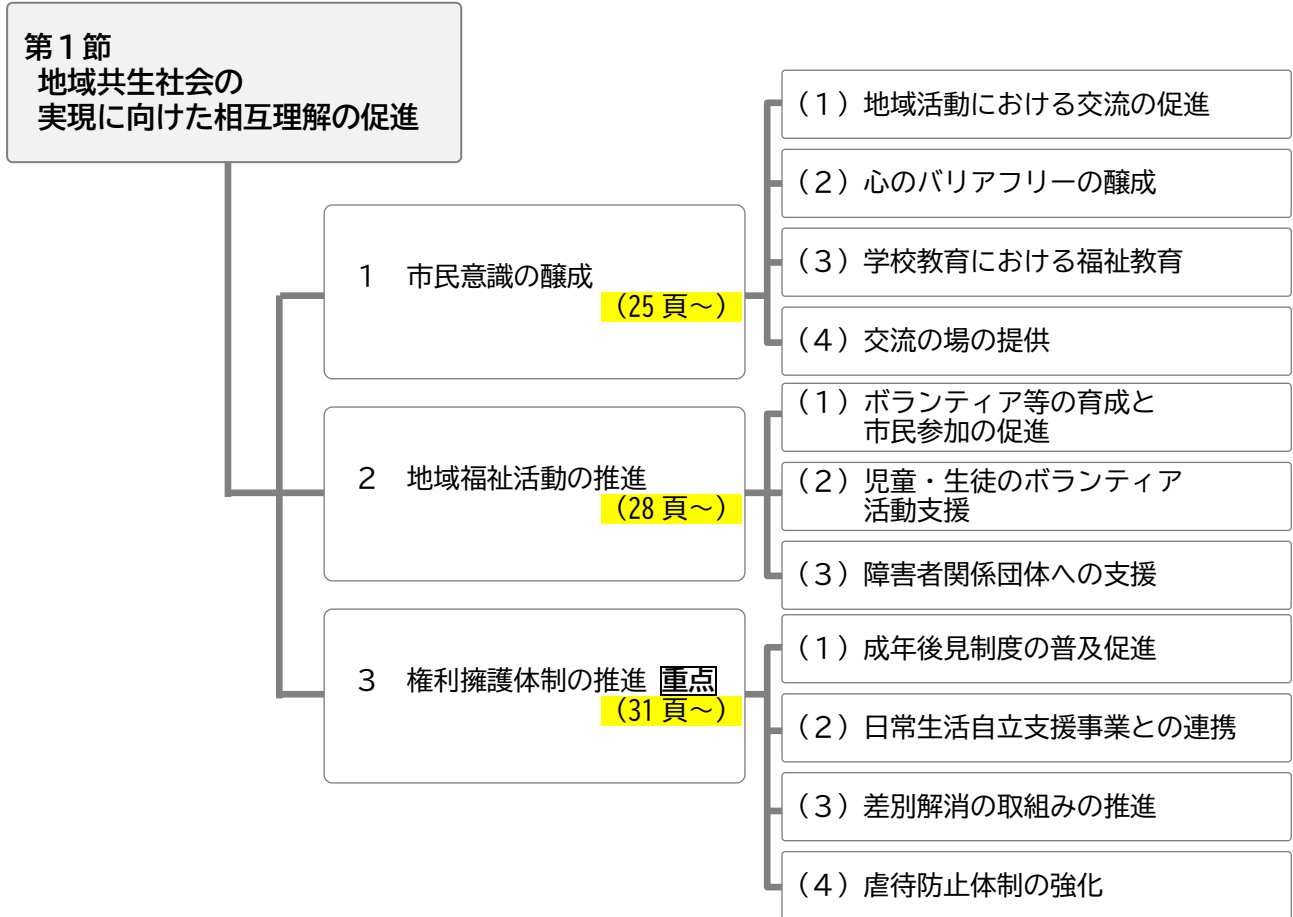 第1節
地域共生社会の
実現に向けた相互理解の促進
1 市民意識の醸成
（25頁～）
（1）地域活動における交流の促進
（2）心のバリアフリーの醸成
（3）学校教育における福祉教育
（4）交流の場の提供
2 地域福祉活動の推進
（28頁～）
（1）ボランティア等の育成と
市民参加の促進
（2）児童・生徒のボランティア
活動支援
（3）障害者関係団体への支援
3 権利擁護体制の推進 重点
（31頁～）
（1）成年後見制度の普及促進
（2）日常生活自立支援事業との連携
（3）差別解消の取組みの推進
（4）虐待防止体制の強化